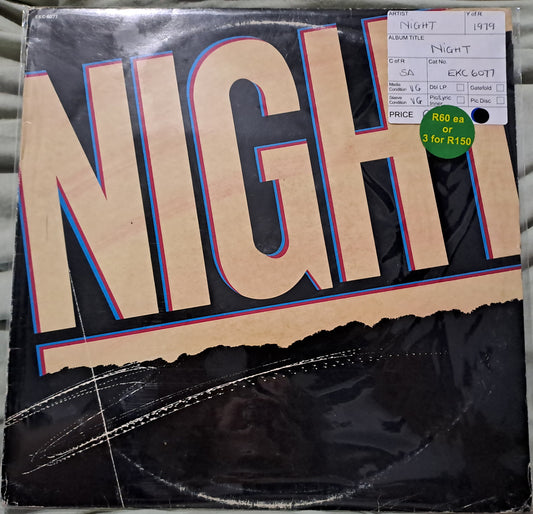 EKC 6077
NIGHT
ARTIST
NIGHT
Y of R
1979
ALBUM TITLE
NIGHT
C of R
SA
Cat No.
EKC 6077
Media Condition VG
Dbl LP
Gatefold
Sleeve Condition VG
Pic/Lyric Inner
Pic Disc
PRICE
R60 ea
or
3 for R150